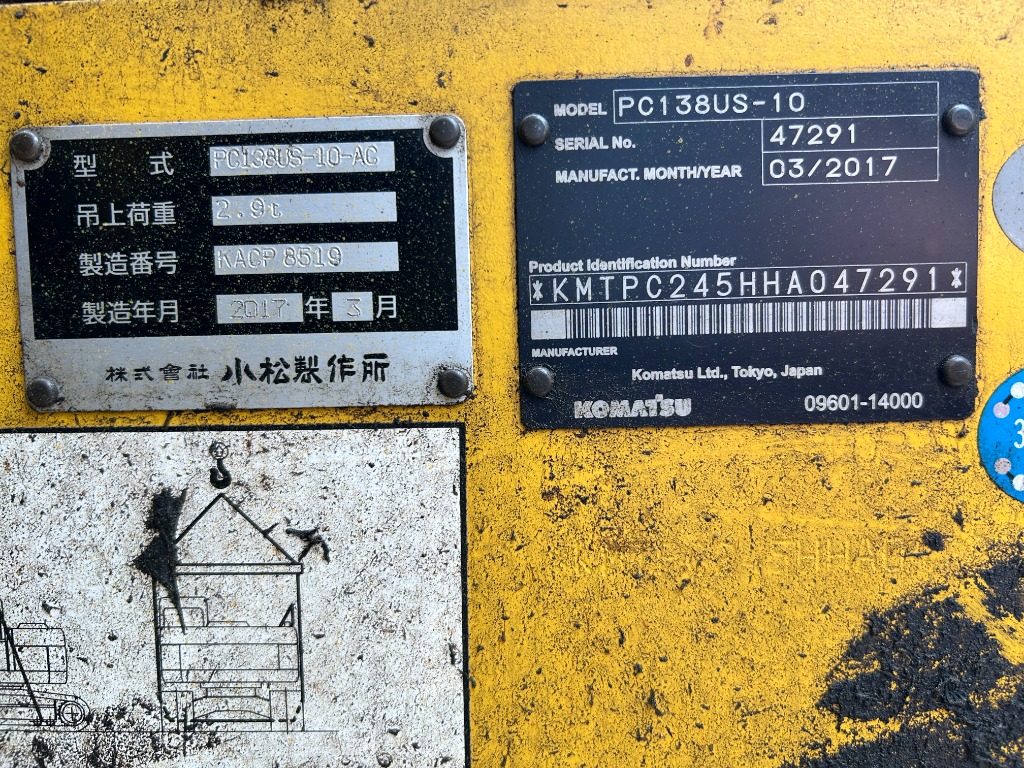 型 式 PC138US-10-AC
吊上荷重 2.9t
製造番号 KACP 8519
製造年月 2017 年 3 月
株式會社 小松製作所
MODEL PC138US-10
SERIAL No. 47291
MANUFACT. MONTH/YEAR 03/2017
Product Identification Number
*KMTPC245HHA047291*
MANUFACTURER
Komatsu Ltd., Tokyo, Japan
KOMATSU 09601-14000
3